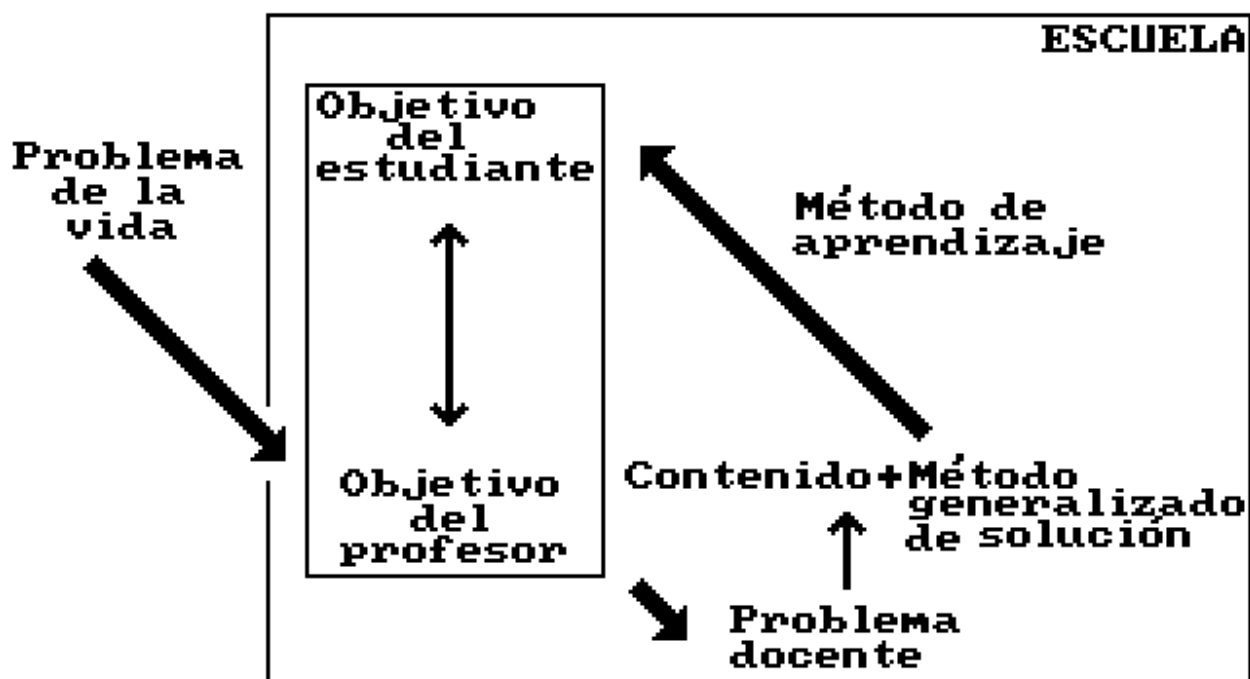 ESCUELA
Problema
de la
vida
Objetivo
del
estudiante
Objetivo
del
profesor
Método de
aprendizaje
Contenido+Método
generalizado
de solución
Problema
docente